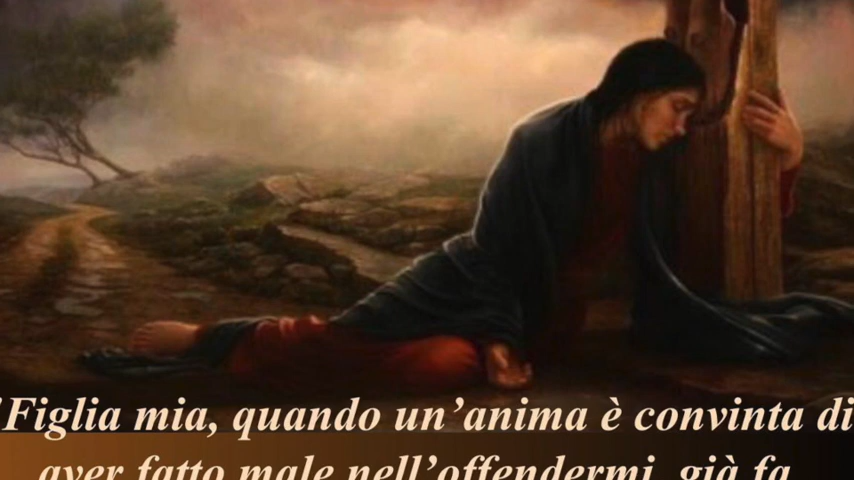 "Figlia mia, quando un’anima è convinta di
aver fatto male nell’offendermi, già fa